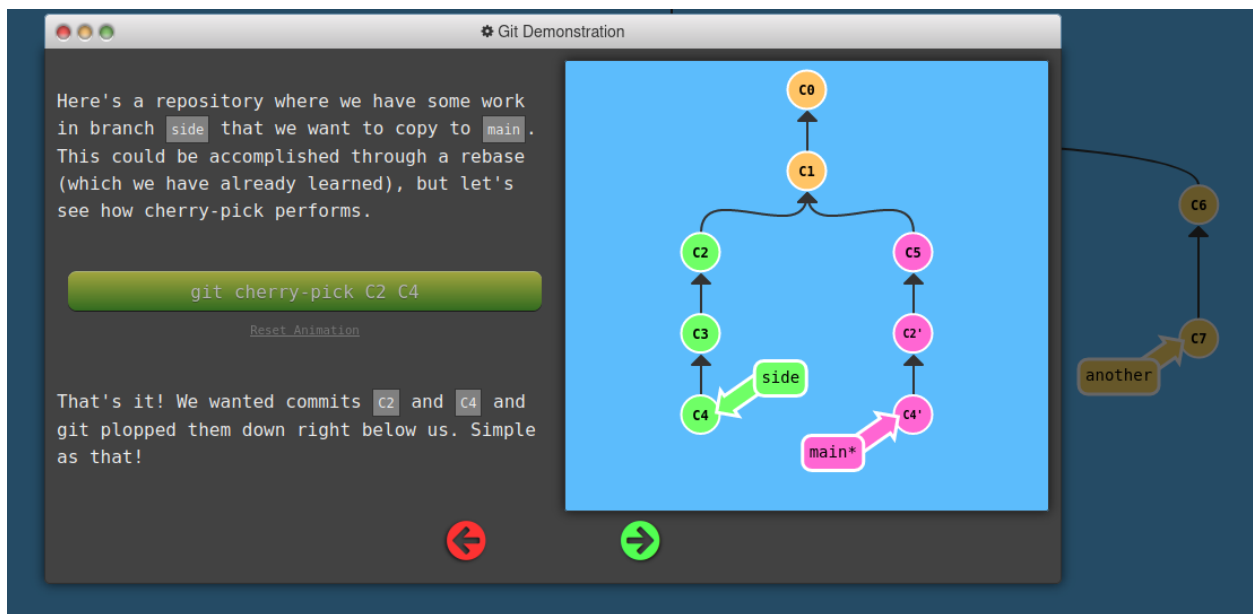 Git Demonstration
Here's a repository where we have some work
in branch side that we want to copy to main.
This could be accomplished through a rebase
(which we have already learned), but let's
see how cherry-pick performs.
git cherry-pick C2 C4
Reset Animation
That's it! We wanted commits C2 and C4 and
git plopped them down right below us. Simple
as that!
C0
C1
C2
C5
C3
C2'
side
C4
C4'
main*
C6
C7
another